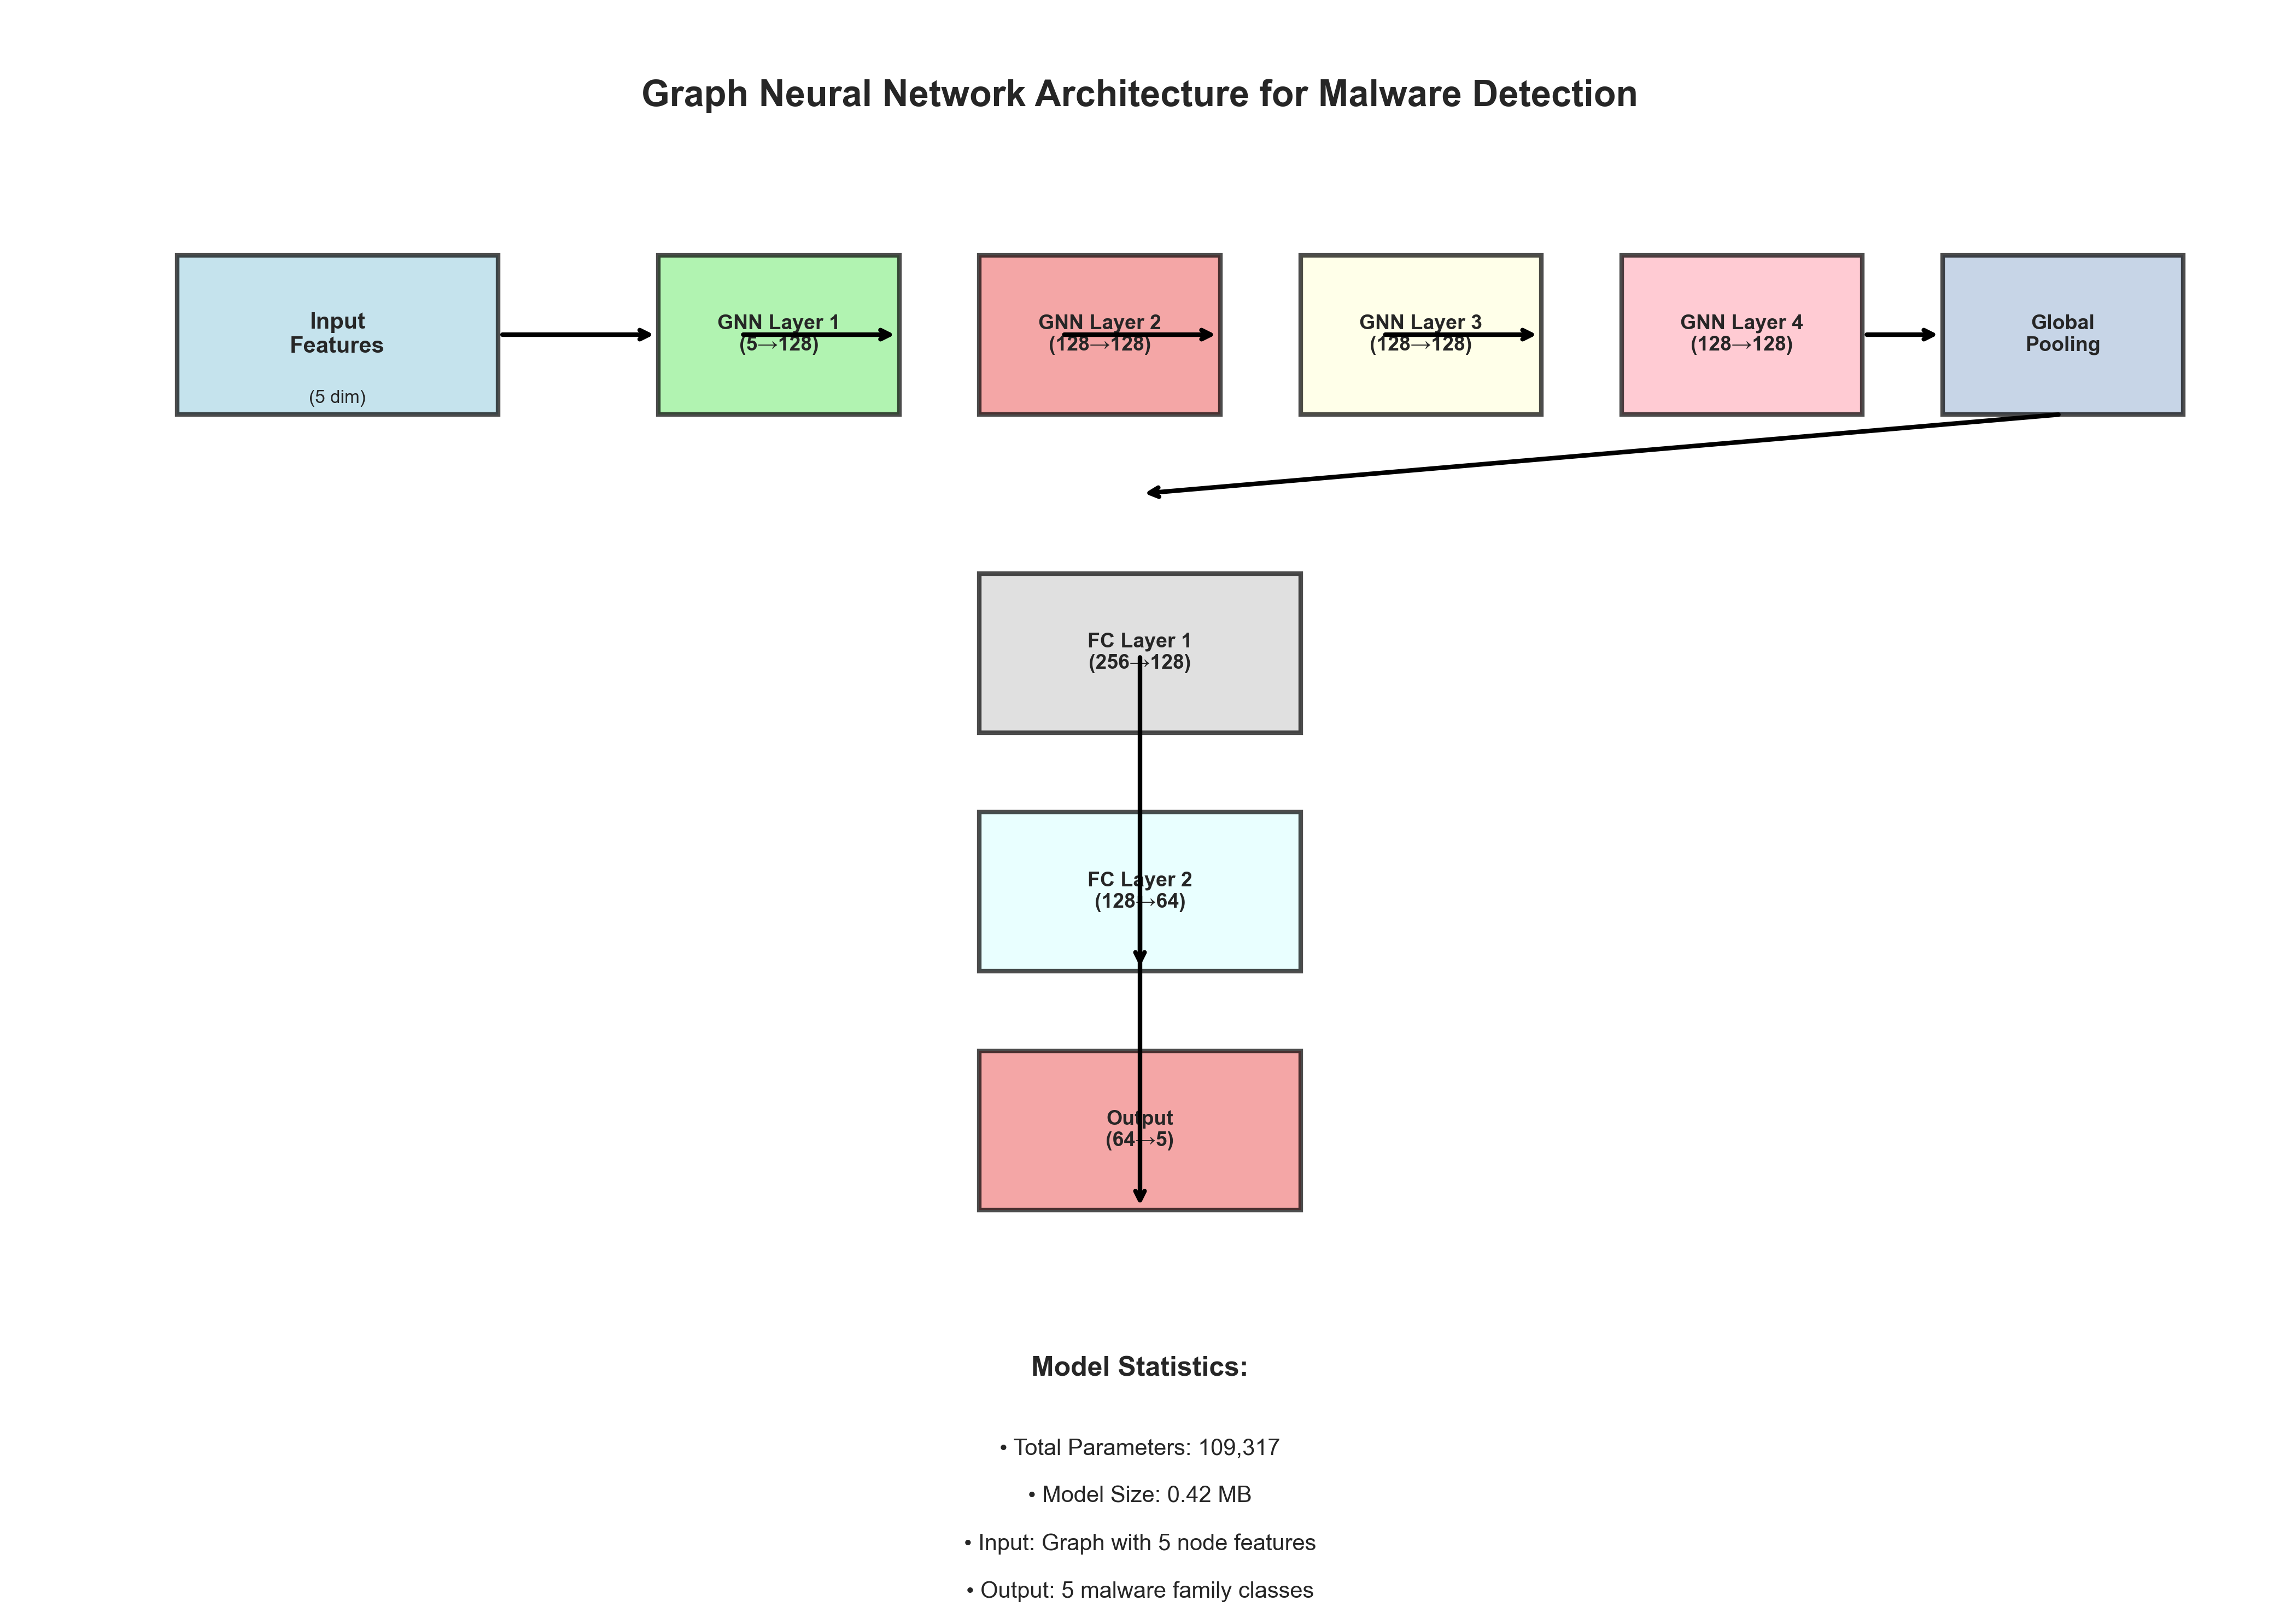 Graph Neural Network Architecture for Malware Detection
Input
Features
(5 dim)
GNN Layer 1
(5→128)
GNN Layer 2
(128→128)
GNN Layer 3
(128→128)
GNN Layer 4
(128→128)
Global
Pooling
FC Layer 1
(256→128)
FC Layer 2
(128→64)
Output
(64→5)
Model Statistics:
• Total Parameters: 109,317
• Model Size: 0.42 MB
• Input: Graph with 5 node features
• Output: 5 malware family classes